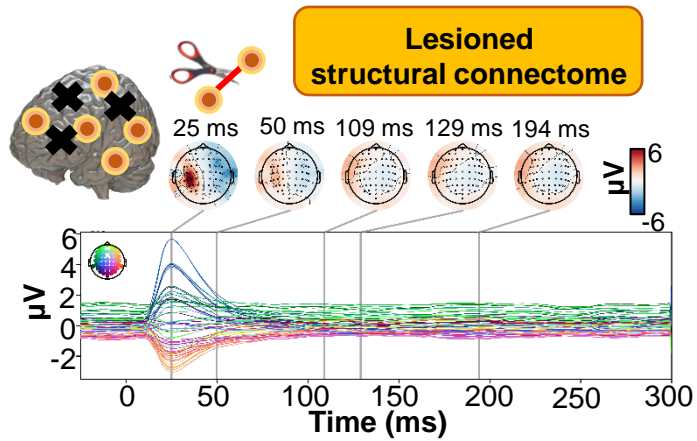 Lesioned
structural connectome
25 ms 50 ms 109 ms 129 ms 194 ms
6
µV
-6
6
4
2
0
-2
µV
0 50 100 150 200 250 300
Time (ms)